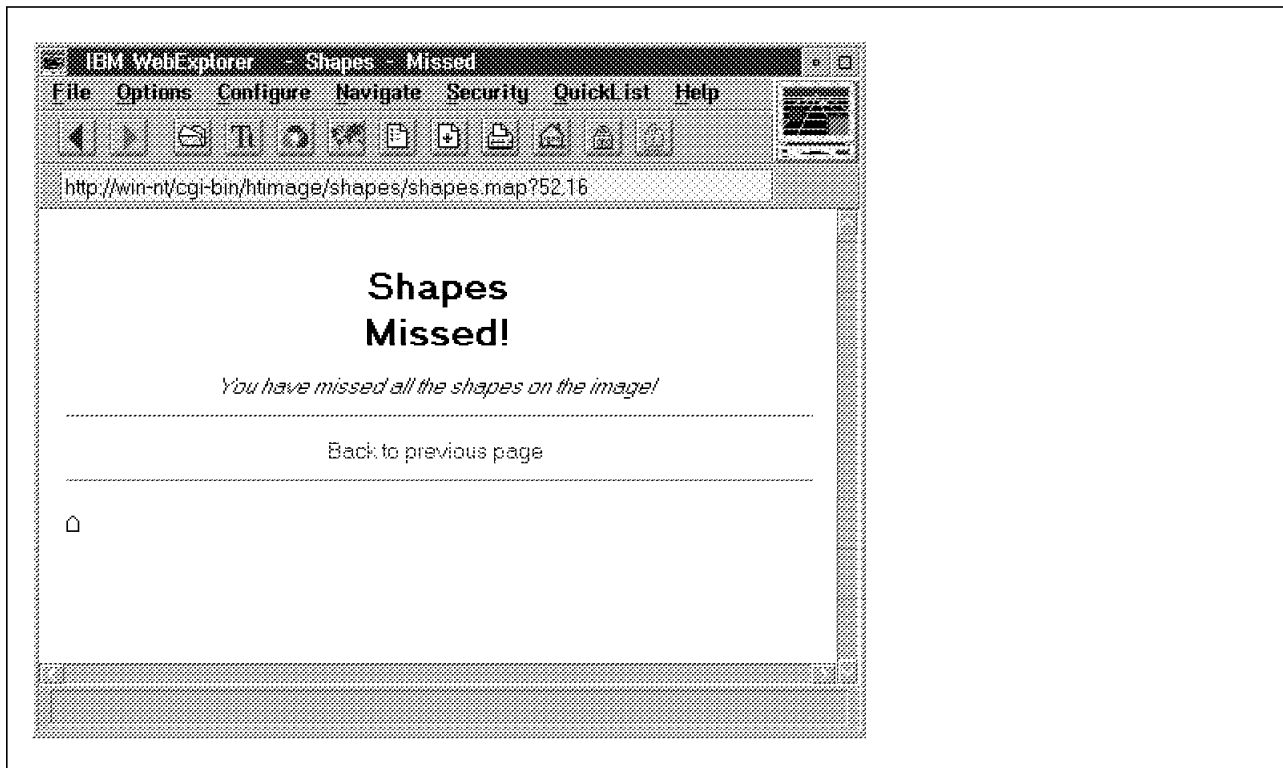 IBM WebExplorer - Shapes - Missed
File Options Configure Navigate Security QuickList Help
http://win-nt/cgi-bin/htimage/shapes/shapes.map?52,16
Shapes
Missed!
You have missed all the shapes on the image!
Back to previous page